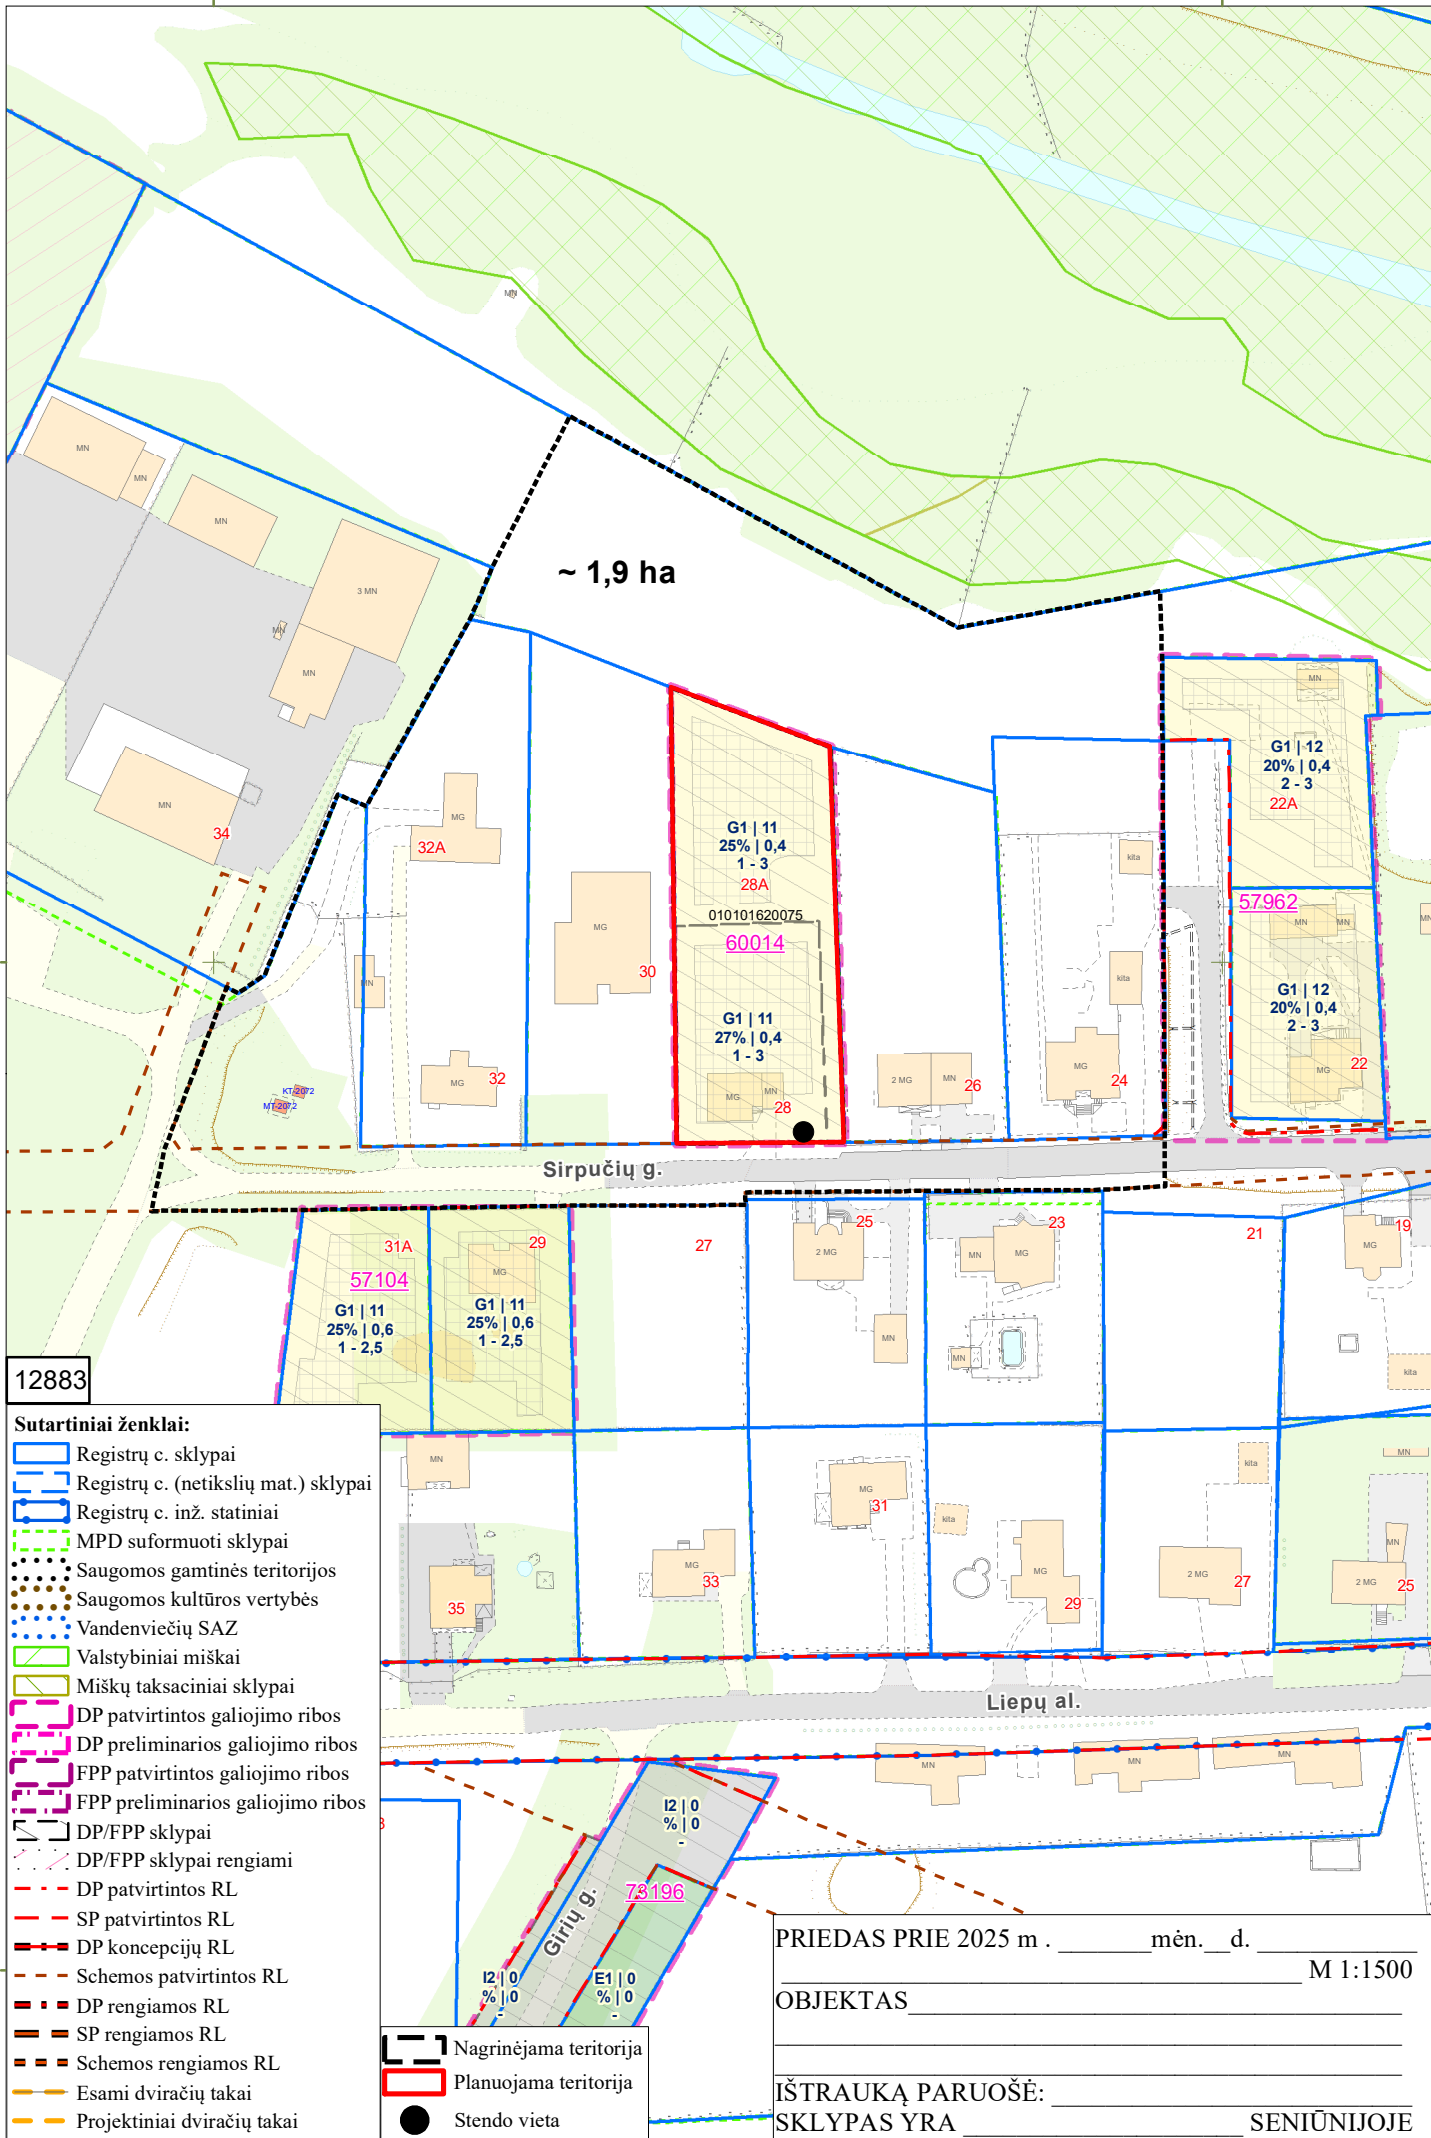 MN
MN
MN
MN
3 MN
MN
MN
MN
34
~ 1,9 ha
MG
32A
MG
30
MN
MG
32
KT-2072
MT-2072
G1 | 11
25% | 0,4
1 - 3
28A
010101620075
60014
G1 | 11
27% | 0,4
1 - 3
MG
MN
28
2 MG
MN
26
kita
kita
MG
24
MN
G1 | 12
20% | 0,4
2 - 3
22A
57962
MN
MN
MN
G1 | 12
20% | 0,4
2 - 3
MG
22
Sirpučių g.
31A
57104
G1 | 11
25% | 0,6
1 - 2,5
29
MG
G1 | 11
25% | 0,6
1 - 2,5
27
25
2 MG
MN
23
MN
MG
MN
21
19
MG
kita
MN
35
MG
33
MG
31
kita
MG
29
kita
2 MG
27
MN
MN
2 MG
25
Liepų al.
MN
MN
MN
I2 | 0
% | 0
-
73196
Girių g.
I2 | 0
% | 0
-
E1 | 0
% | 0
-
12883
Sutartiniai ženklai:
Registrų c. sklypai
Registrų c. (netikslių mat.) sklypai
Registrų c. inž. statiniai
MPD suformuoti sklypai
Saugomos gamtinės teritorijos
Saugomos kultūros vertybės
Vandenviečių SAZ
Valstybiniai miškai
Miškų taksaciniai sklypai
DP patvirtintos galiojimo ribos
DP preliminarios galiojimo ribos
FPP patvirtintos galiojimo ribos
FPP preliminarios galiojimo ribos
DP/FPP sklypai
DP/FPP sklypai rengiami
DP patvirtintos RL
SP patvirtintos RL
DP koncepcijų RL
Schemos patvirtintos RL
DP rengiamos RL
SP rengiamos RL
Schemos rengiamos RL
Esami dviračių takai
Projektiniai dviračių takai
Nagrinėjama teritorija
Planuojama teritorija
Stendo vieta
PRIEDAS PRIE 2025 m . _______mėn.__d. ____________
_______________________________________ M 1:1500
OBJEKTAS_____________________________________
IŠTRAUKĄ PARUOŠĖ: ___________________________
SKLYPAS YRA _____________________ SENIŪNIJOJE